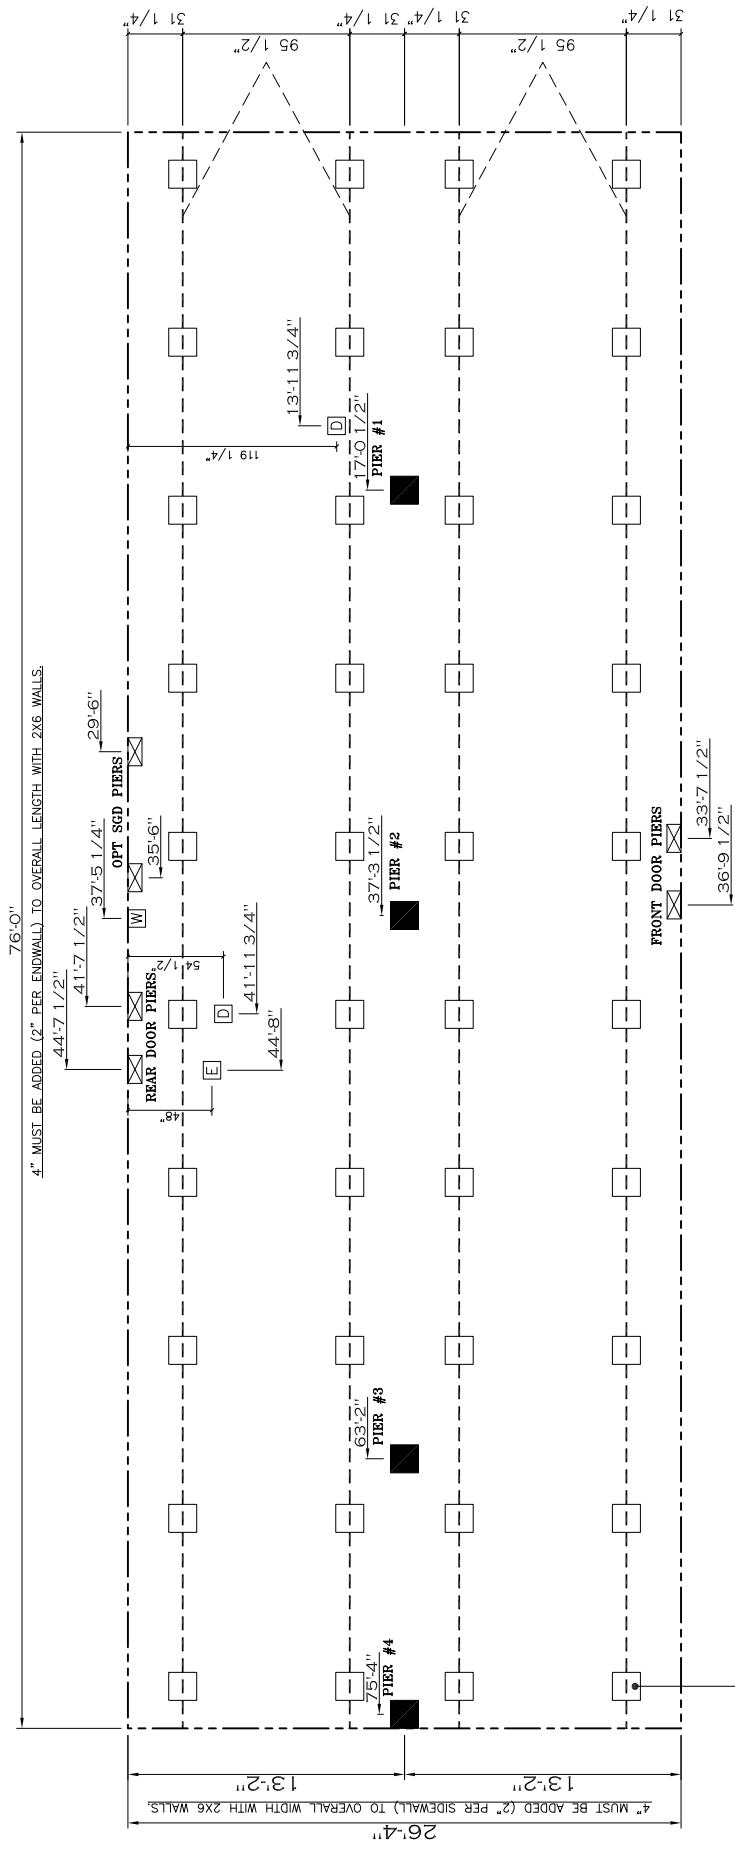 31 1/4"
95 1/2"
31 1/4"
31 1/4"
95 1/2"
31 1/4"
76'-0"
4" MUST BE ADDED (2" PER ENDWALL) TO OVERALL LENGTH WITH 2X6 WALLS.
13'-11 3/4"
D
119 1/4"
17'-0 1/2"
PIER #1
29'-6"
OPT SGD PIERS
35'-6"
37'-5 1/4"
W
41'-7 1/2"
44'-7 1/2"
REAR DOOR PIERS
54 1/2"
D
41'-11 3/4"
E
44'-8"
48"
37'-3 1/2"
PIER #2
33'-7 1/2"
FRONT DOOR PIERS
36'-9 1/2"
63'-2"
PIER #3
75'-4"
PIER #4
13'-2"
13'-2"
4" MUST BE ADDED (2" PER SIDEWALL) TO OVERALL WIDTH WITH 2X6 WALLS.
26'-4"